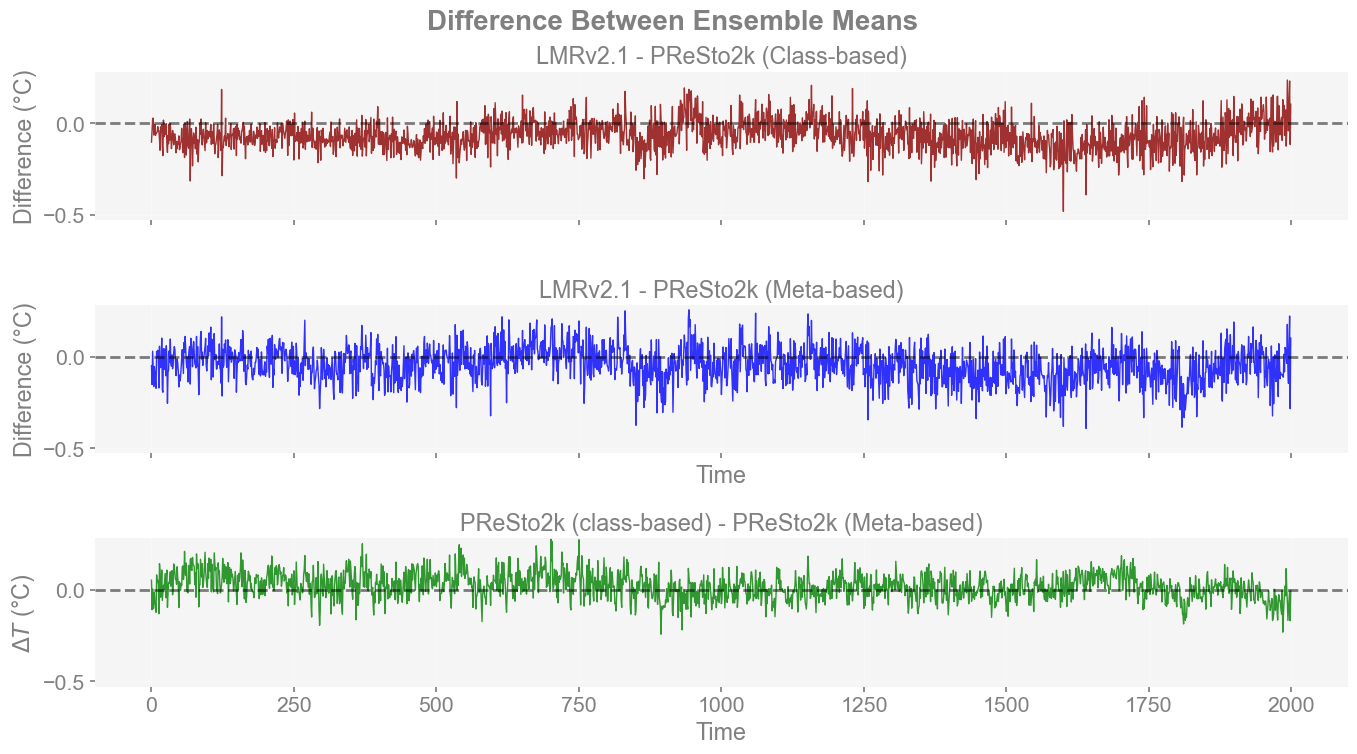 Difference Between Ensemble Means
LMRv2.1 - PReSto2k (Class-based)
Difference (°C)
0.0
−0.5
LMRv2.1 - PReSto2k (Meta-based)
Difference (°C)
0.0
−0.5
Time
PReSto2k (class-based) - PReSto2k (Meta-based)
ΔT (°C)
0.0
−0.5
0 250 500 750 1000 1250 1500 1750 2000
Time